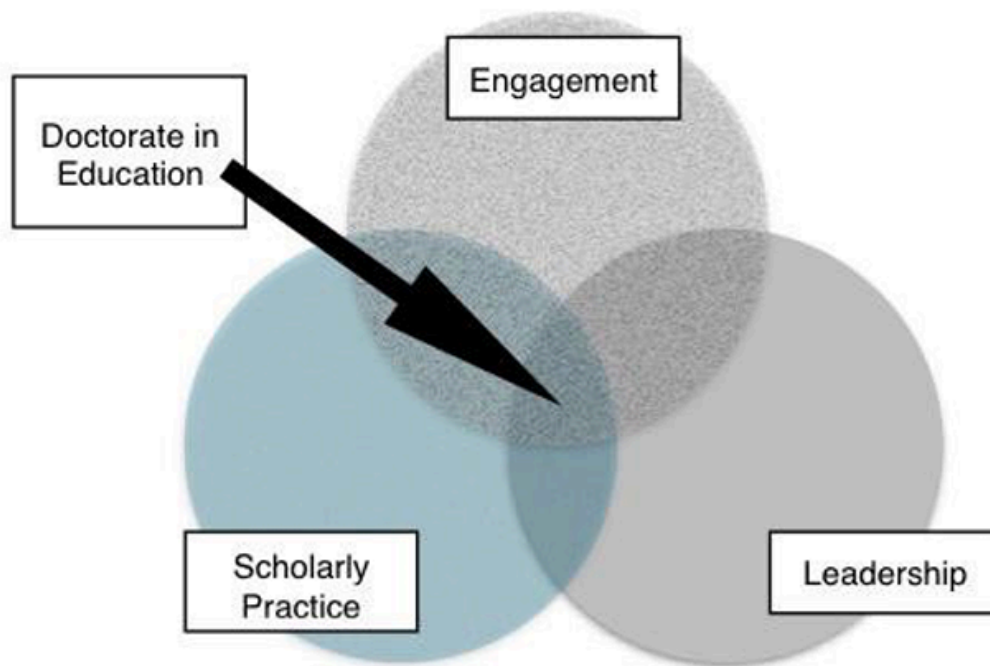 Engagement
Doctorate in
Education
Scholarly
Practice
Leadership